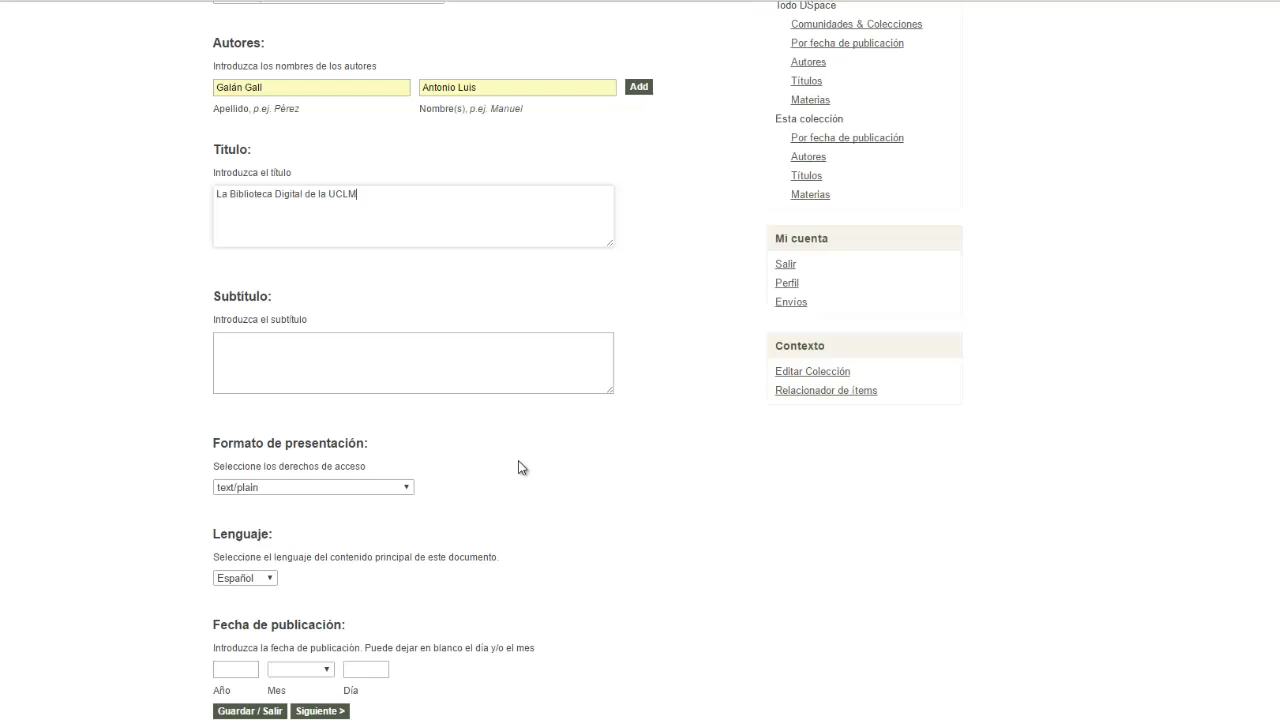 Autores:
Introduzca los nombres de los autores
Galán Gall
Antonio Luis
Add
Apellido, p.ej. Pérez
Nombre(s), p.ej. Manuel
Título:
Introduzca el título
La Biblioteca Digital de la UCLM
Subtitulo:
Introduzca el subtítulo
Formato de presentación:
Seleccione los derechos de acceso
text/plain
Lenguaje:
Seleccione el lenguaje del contenido principal de este documento.
Español
Fecha de publicación:
Introduzca la fecha de publicación. Puede dejar en blanco el día y/o el mes
Año
Mes
Día
Guardar / Salir
Siguiente >
Todo DSpace
Comunidades & Colecciones
Por fecha de publicación
Autores
Títulos
Materias
Esta colección
Por fecha de publicación
Autores
Títulos
Materias
Mi cuenta
Salir
Perfil
Envíos
Contexto
Editar Colección
Relacionador de ítems